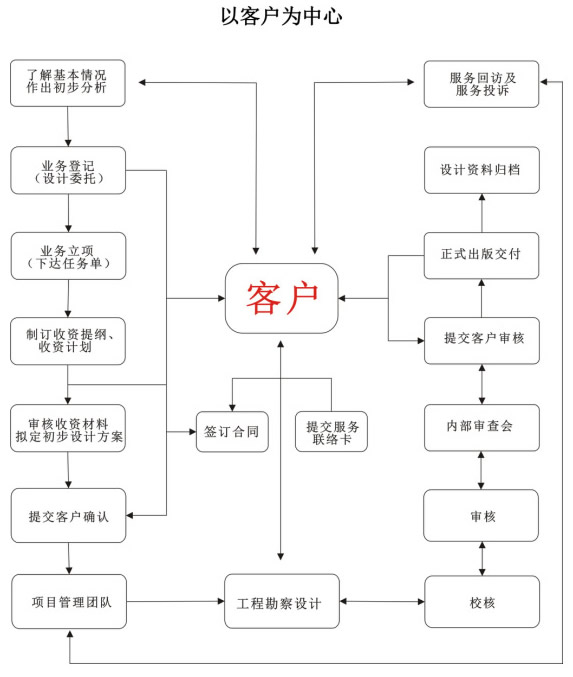 以客户为中心
了解基本情况
作出初步分析
业务登记
（设计委托）
业务立项
（下达任务单）
制订收资提纲、
收资计划
审核收资材料
拟定初步设计方案
提交客户确认
项目管理团队
客户
签订合同
提交服务
联络卡
工程勘察设计
服务回访及
服务投诉
设计资料归档
正式出版交付
提交客户审核
内部审查会
审核
校核